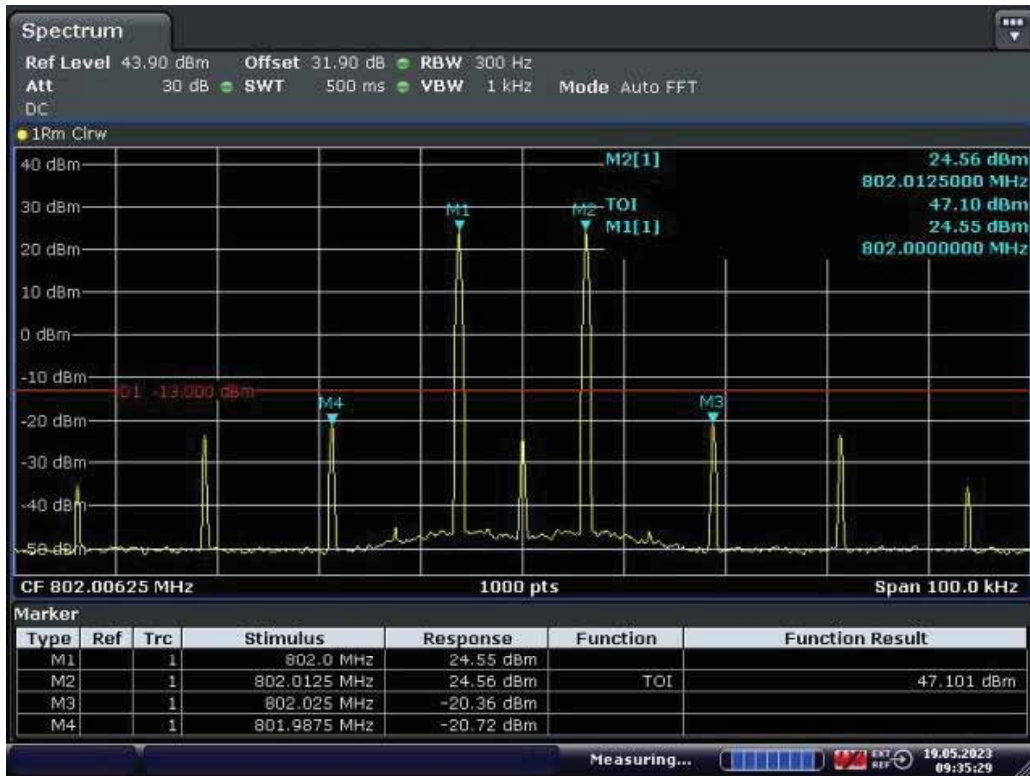 Spectrum
Ref Level 43.90 dBm Offset 31.90 dB RBW 300 Hz
Att 30 dB SWT 500 ms VBW 1 kHz Mode Auto FFT
DC
1Rm Clrw
40 dBm M2[1] 24.56 dBm
802.0125000 MHz
30 dBm M1 M2 TOI 47.10 dBm
M1[1] 24.55 dBm
20 dBm 802.0000000 MHz
10 dBm
0 dBm
-10 dBm
D1 -13.000 dBm
M4 M3
-20 dBm
-30 dBm
-40 dBm
-50 dBm
CF 802.00625 MHz 1000 pts Span 100.0 kHz
Marker
Type Ref Trc Stimulus Response Function Function Result
M1 1 802.0 MHz 24.55 dBm
M2 1 802.0125 MHz 24.56 dBm TOI 47.101 dBm
M3 1 802.025 MHz -20.36 dBm
M4 1 801.9875 MHz -20.72 dBm
Measuring... EXT REF 19.05.2023
09:35:29